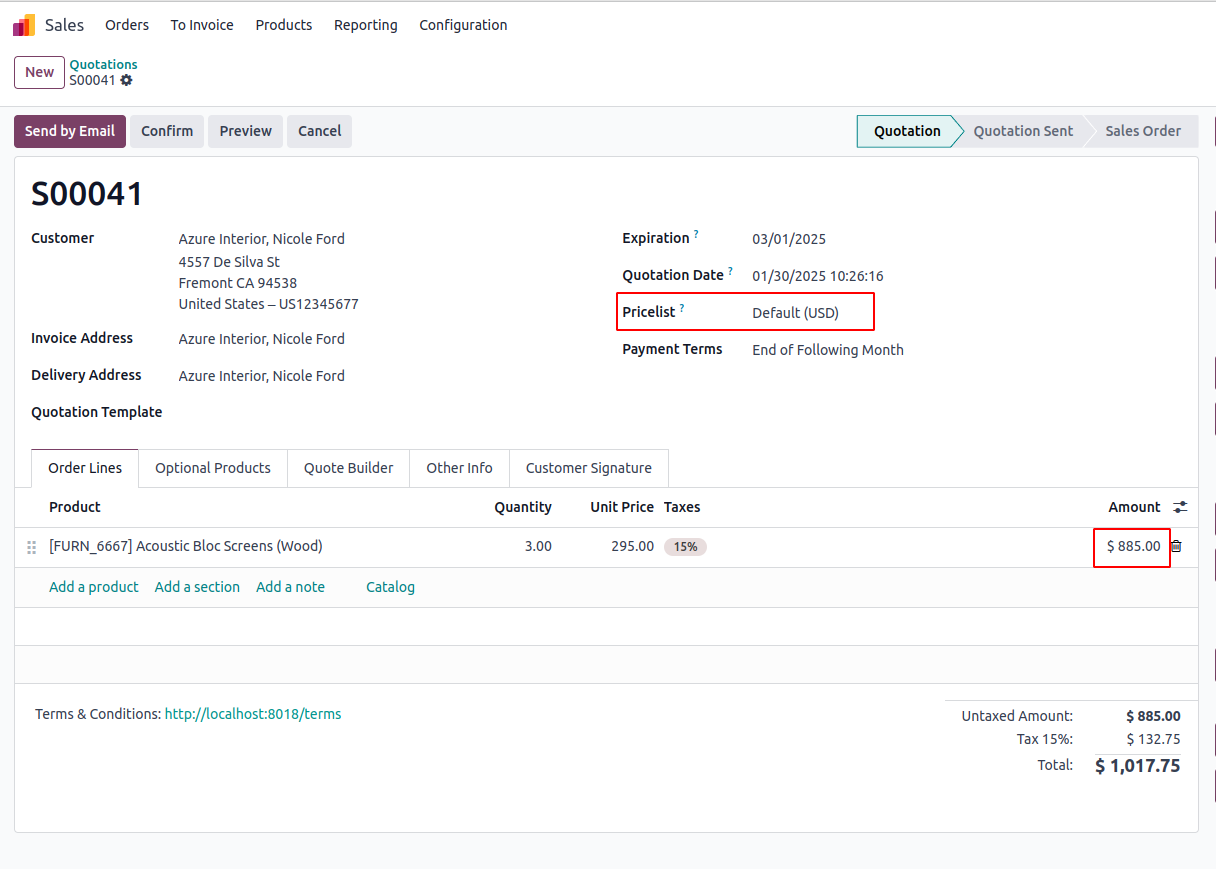 Sales Orders To Invoice Products Reporting Configuration
New
Quotations
S00041
Send by Email Confirm Preview Cancel Quotation Quotation Sent Sales Order
S00041
Customer Azure Interior, Nicole Ford
4557 De Silva St
Fremont CA 94538
United States – US12345677
Invoice Address Azure Interior, Nicole Ford
Delivery Address Azure Interior, Nicole Ford
Quotation Template
Expiration ? 03/01/2025
Quotation Date ? 01/30/2025 10:26:16
Pricelist ? Default (USD)
Payment Terms End of Following Month
Order Lines Optional Products Quote Builder Other Info Customer Signature
Product Quantity Unit Price Taxes Amount
[FURN_6667] Acoustic Bloc Screens (Wood) 3.00 295.00 15% $ 885.00
Add a product Add a section Add a note Catalog
Terms & Conditions: http://localhost:8018/terms
Untaxed Amount: $ 885.00
Tax 15%: $ 132.75
Total: $ 1,017.75